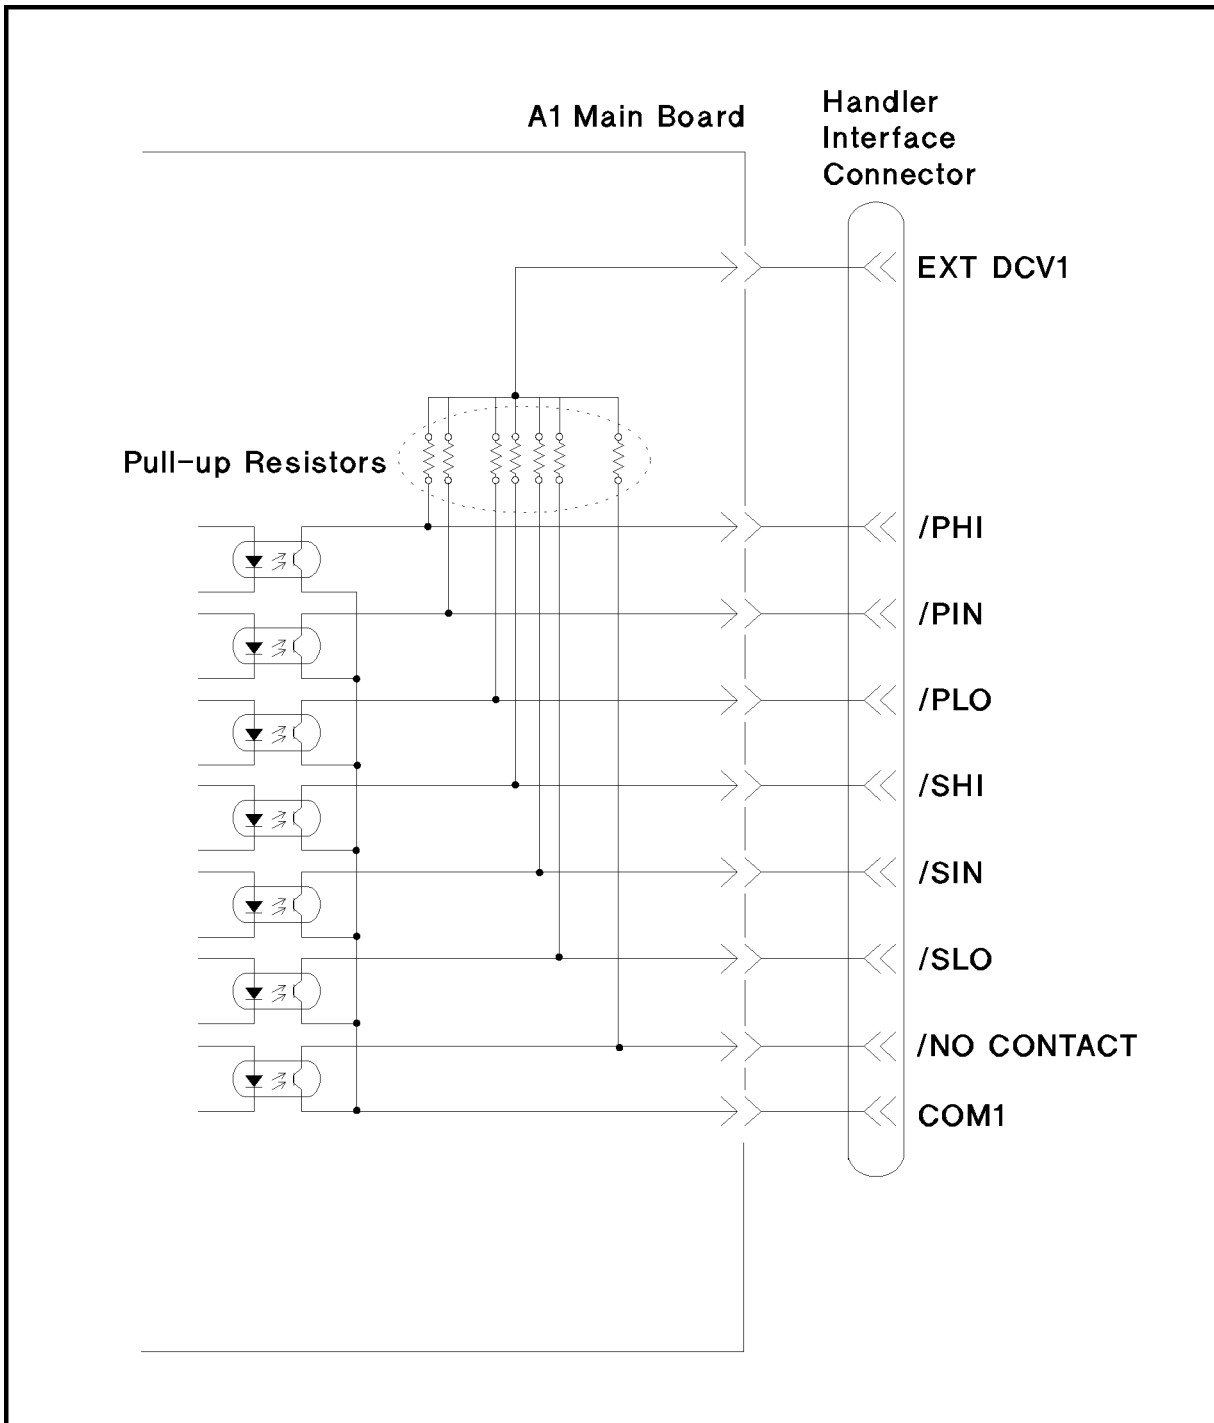 A1 Main Board
Handler
Interface
Connector
EXT DCV1
Pull-up Resistors
/PHI
/PIN
/PLO
/SHI
/SIN
/SLO
/NO CONTACT
COM1